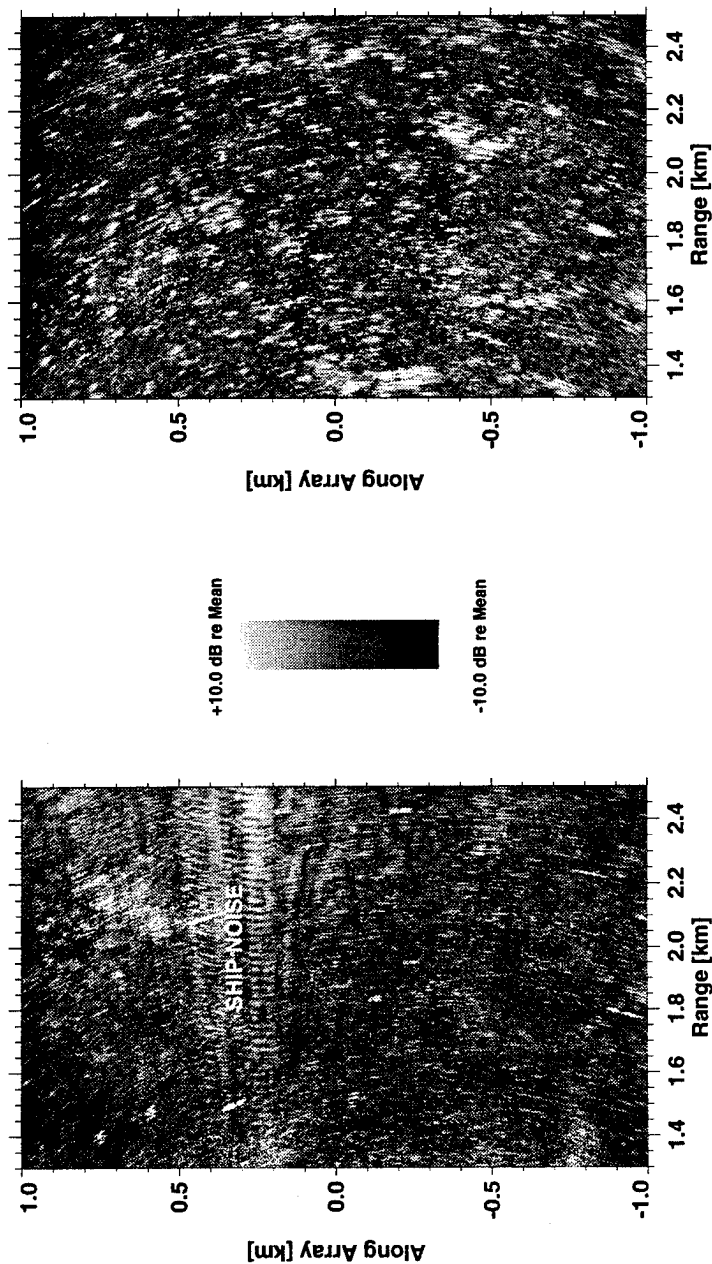 1.0
0.5
0.0
-0.5
-1.0
Along Array [km]
SHIP NOISE
1.4 1.6 1.8 2.0 2.2 2.4
Range [km]
+10.0 dB re Mean
-10.0 dB re Mean
1.0
0.5
0.0
-0.5
-1.0
Along Array [km]
1.4 1.6 1.8 2.0 2.2 2.4
Range [km]